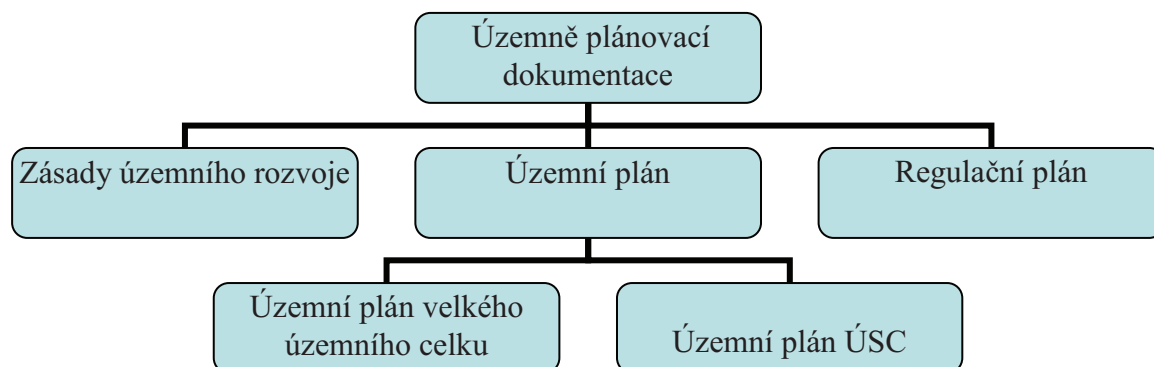 Územně plánovací
dokumentace
Zásady územního rozvoje
Územní plán
Regulační plán
Územní plán velkého
územního celku
Územní plán ÚSC